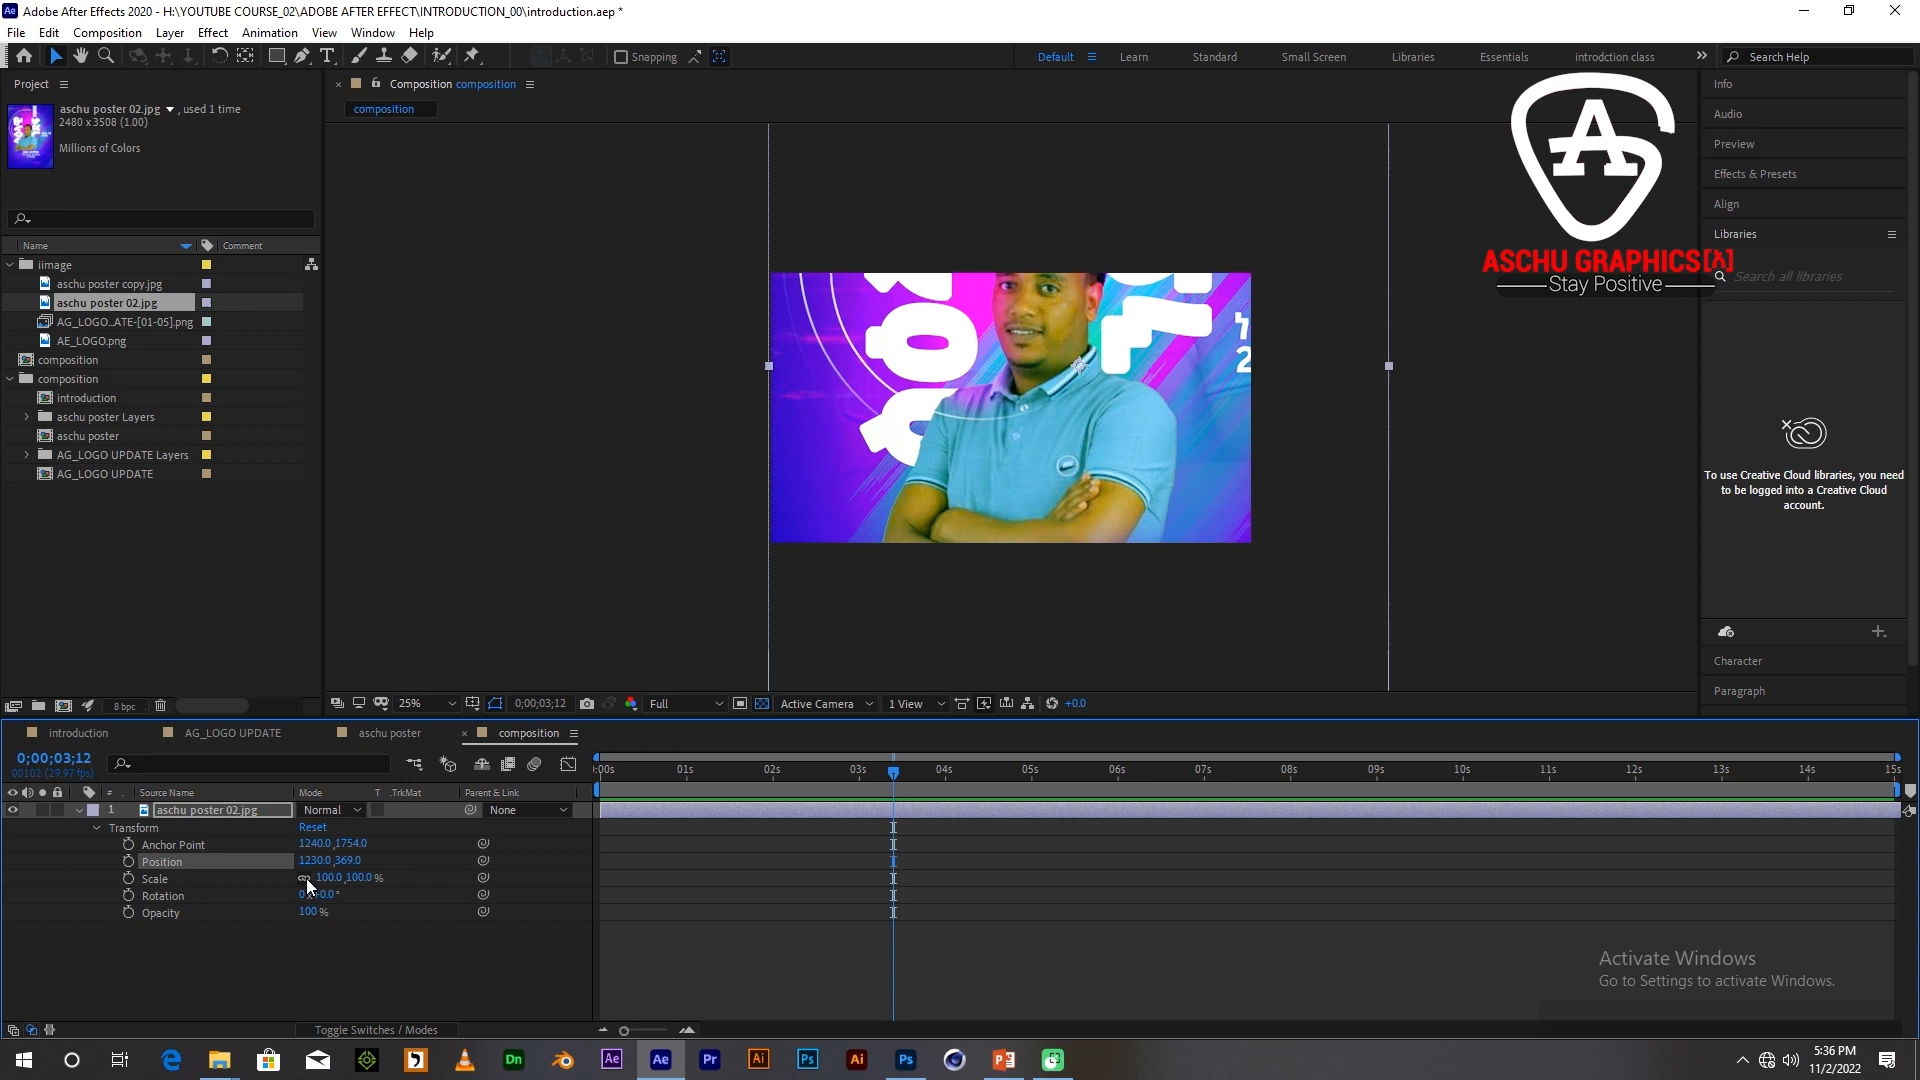 Adobe After Effects 2020 - H:\YOUTUBE COURSE_02\ADOBE AFTER EFFECT\INTRODUCTION_00\introduction.aep *
File Edit Composition Layer Effect Animation View Window Help
Snapping
Default Learn Standard Small Screen Libraries Essentials introdction class
Search Help
Project
aschu poster 02.jpg , used 1 time
2480 x 3508 (1.00)
Millions of Colors
Name Comment
iimage
aschu poster copy.jpg
aschu poster 02.jpg
AG_LOGO...ATE-[01-05].png
AE_LOGO.png
composition
composition
introduction
aschu poster Layers
aschu poster
AG_LOGO UPDATE Layers
AG_LOGO UPDATE
8 bpc
Composition composition
composition
25% 0;00;03;12 Full Active Camera 1 View +0.0
Info
Audio
Preview
Effects & Presets
Align
Libraries
Search all libraries
To use Creative Cloud libraries, you need
to be logged into a Creative Cloud
account.
Character
Paragraph
ASCHU GRAPHICS[ል]
Stay Positive
introduction AG_LOGO UPDATE aschu poster composition
0;00;03;12
00102 (29.97 fps)
:00s 01s 02s 03s 04s 05s 06s 07s 08s 09s 10s 11s 12s 13s 14s 15s
# Source Name Mode T .TrkMat Parent & Link
1 aschu poster 02.jpg Normal None
Transform Reset
Anchor Point 1240.0,1754.0
Position 1230.0,369.0
Scale 100.0,100.0%
Rotation 0x+0.0°
Opacity 100%
Toggle Switches / Modes
Activate Windows
Go to Settings to activate Windows.
5:36 PM
11/2/2022